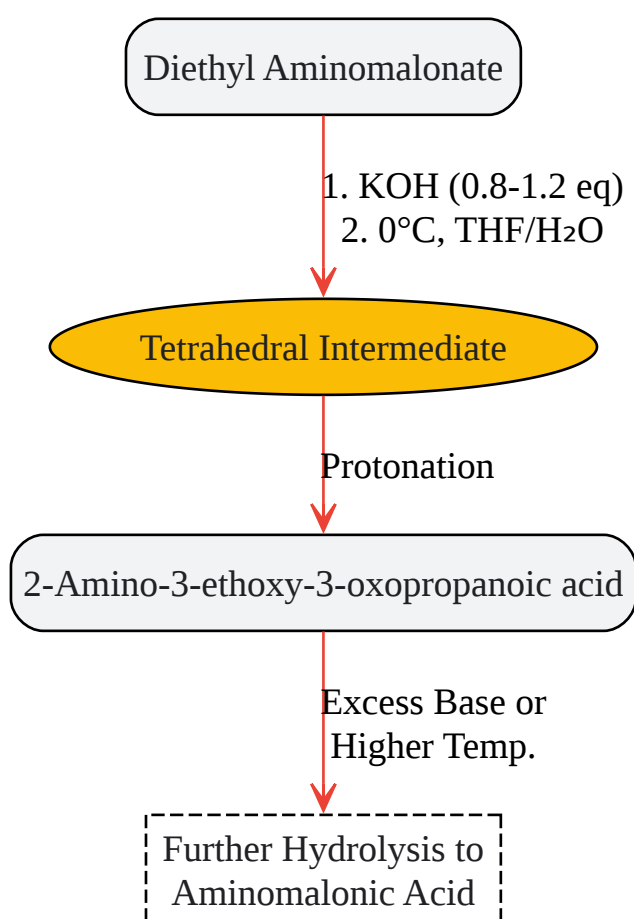 Diethyl Aminomalonate
1. KOH (0.8-1.2 eq)
2. 0°C, THF/H₂O
Tetrahedral Intermediate
Protonation
2-Amino-3-ethoxy-3-oxopropanoic acid
Excess Base or
Higher Temp.
Further Hydrolysis to
Aminomalonic Acid